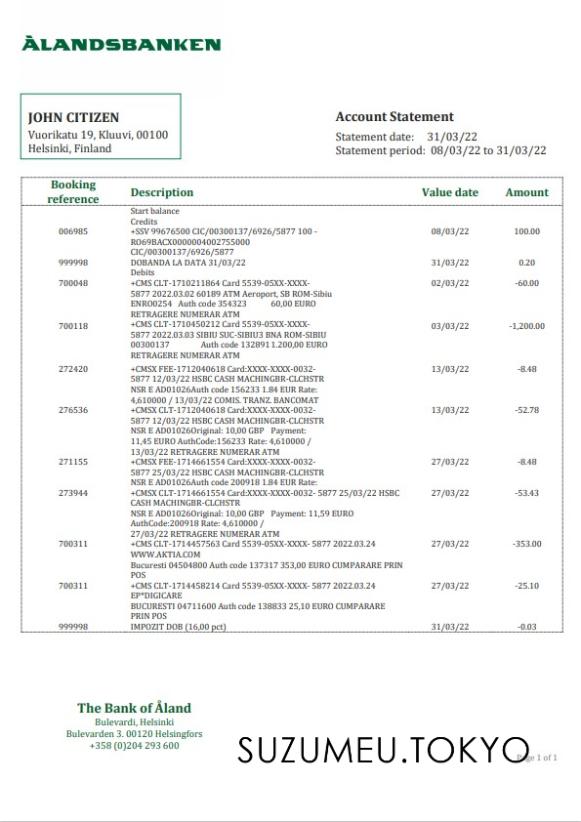 ÅLANDSBANKEN
JOHN CITIZEN
Vuorikatu 19, Kluuvi, 00100
Helsinki, Finland
Account Statement
Statement date: 31/03/22
Statement period: 08/03/22 to 31/03/22
Booking reference Description Value date Amount
Start balance
Credits
006985 +SSV 99676500 CIC/00300137/6926/5877 100 - 08/03/22 100.00
RO69BACX0000004002755000
CIC/00300137/6926/5877
999998 DOBANDA LA DATA 31/03/22 31/03/22 0.20
Debits
700048 +CMS CLT-1710211864 Card 5539-05XX-XXXX- 02/03/22 -60.00
5877 2022.03.02 60189 ATM Aeroport, SB ROM-Sibiu
ENRO0254 Auth code 354323 60,00 EURO
RETRAGERE NUMERAR ATM
700118 +CMS CLT-1710450212 Card 5539-05XX-XXXX- 03/03/22 -1,200.00
5877 2022.03.03 SIBIU SUC-SIBIU3 BNA ROM-SIBIU
00300137 Auth code 132891 1.200,00 EURO
RETRAGERE NUMERAR ATM
272420 +CMSX FEE-1712040618 Card:XXXX-XXXX-0032- 13/03/22 -8.48
5877 12/03/22 HSBC CASH MACHINGBR-CLCHSTR
NSR E AD01026Auth code 156233 1.84 EUR Rate:
4,610000 / 13/03/22 COMIS. TRANZ. BANCOMAT
276536 +CMSX CLT-1712040618 Card:XXXX-XXXX-0032- 13/03/22 -52.78
5877 12/03/22 HSBC CASH MACHINGBR-CLCHSTR
NSR E AD01026Original: 10,00 GBP Payment:
11,45 EURO AuthCode:156233 Rate: 4,610000 /
13/03/22 RETRAGERE NUMERAR ATM
271155 +CMSX FEE-1714661554 Card:XXXX-XXXX-0032- 27/03/22 -8.48
5877 25/03/22 HSBC CASH MACHINGBR-CLCHSTR
NSR E AD01026Auth code 200918 1.84 EUR Rate:
273944 +CMSX CLT-1714661554 Card:XXXX-XXXX-0032- 5877 25/03/22 HSBC 27/03/22 -53.43
CASH MACHINGBR-CLCHSTR
NSR E AD01026Original: 10,00 GBP Payment: 11,59 EURO
AuthCode:200918 Rate: 4,610000 /
27/03/22 RETRAGERE NUMERAR ATM
700311 +CMS CLT-1714457563 Card 5539-05XX-XXXX- 5877 2022.03.24 27/03/22 -353.00
WWW.AKTIA.COM
Bucuresti 04504800 Auth code 137317 353,00 EURO CUMPARARE PRIN
POS
700311 +CMS CLT-1714458214 Card 5539-05XX-XXXX- 5877 2022.03.24 27/03/22 -25.10
EP*DIGICARE
BUCURESTI 04711600 Auth code 138833 25,10 EURO CUMPARARE
PRIN POS
999998 IMPOZIT DOB (16,00 pct) 31/03/22 -0.03
The Bank of Åland
Bulevardi, Helsinki
Bulevarden 3. 00120 Helsingfors
+358 (0)204 293 600
SUZUMEU.TOKYO
Page 1 of 1